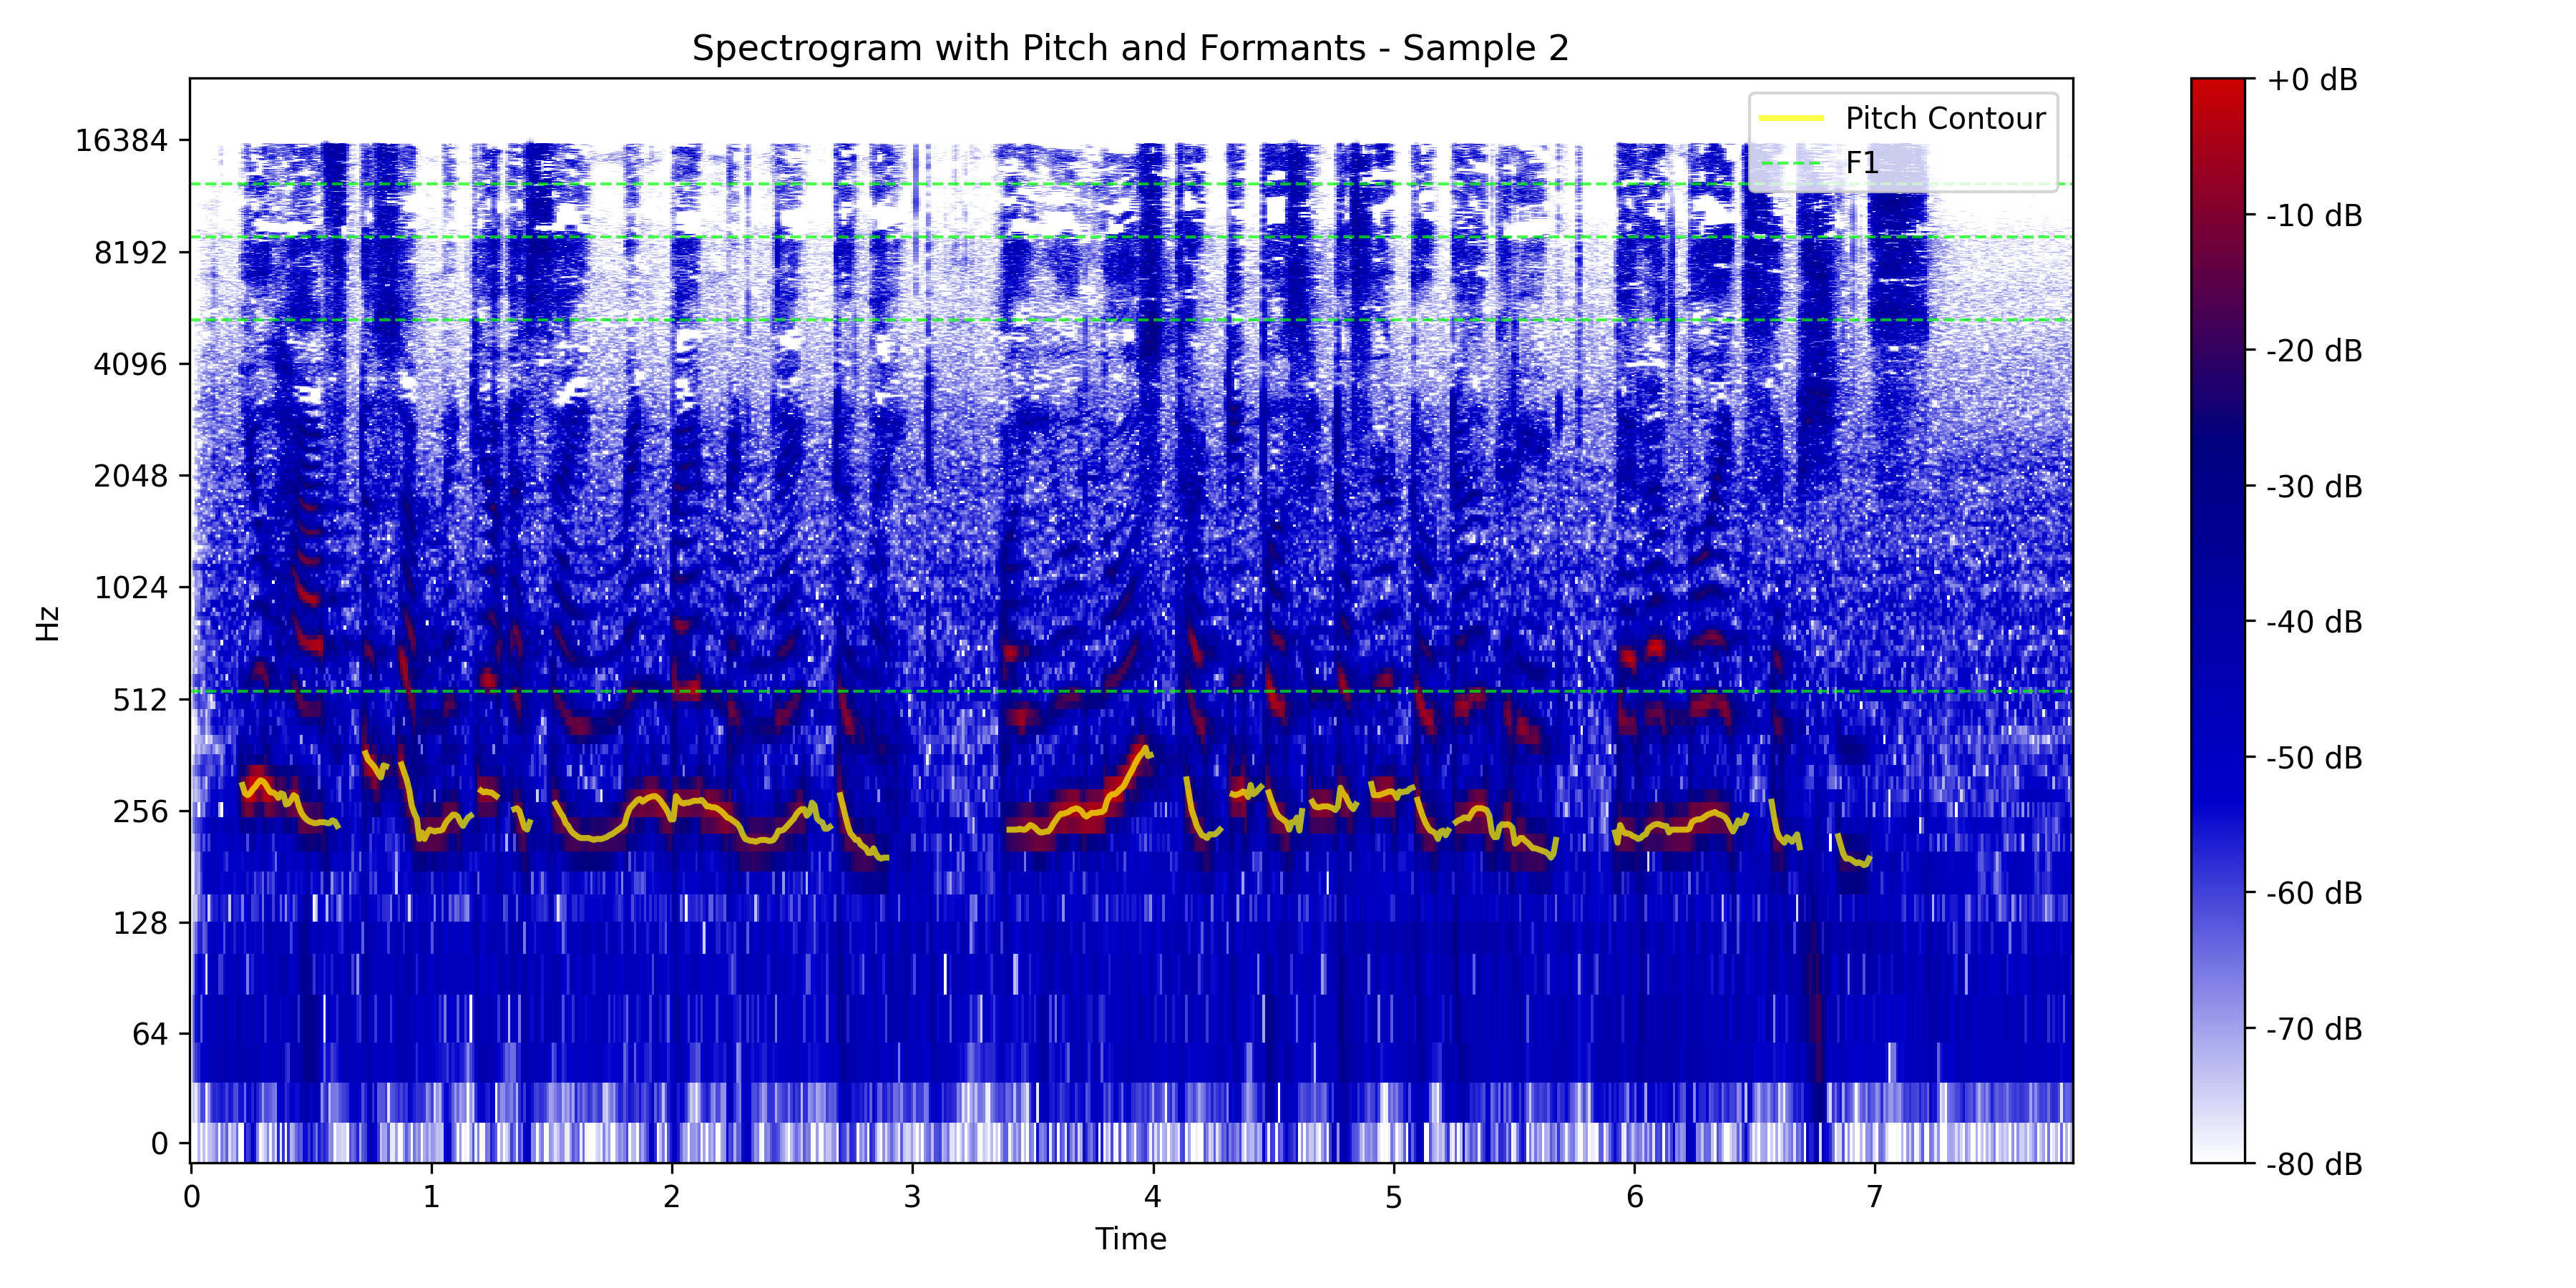 Spectrogram with Pitch and Formants - Sample 2
Pitch Contour
F1
Hz
16384
8192
4096
2048
1024
512
256
128
64
0
0 1 2 3 4 5 6 7
Time
+0 dB
-10 dB
-20 dB
-30 dB
-40 dB
-50 dB
-60 dB
-70 dB
-80 dB